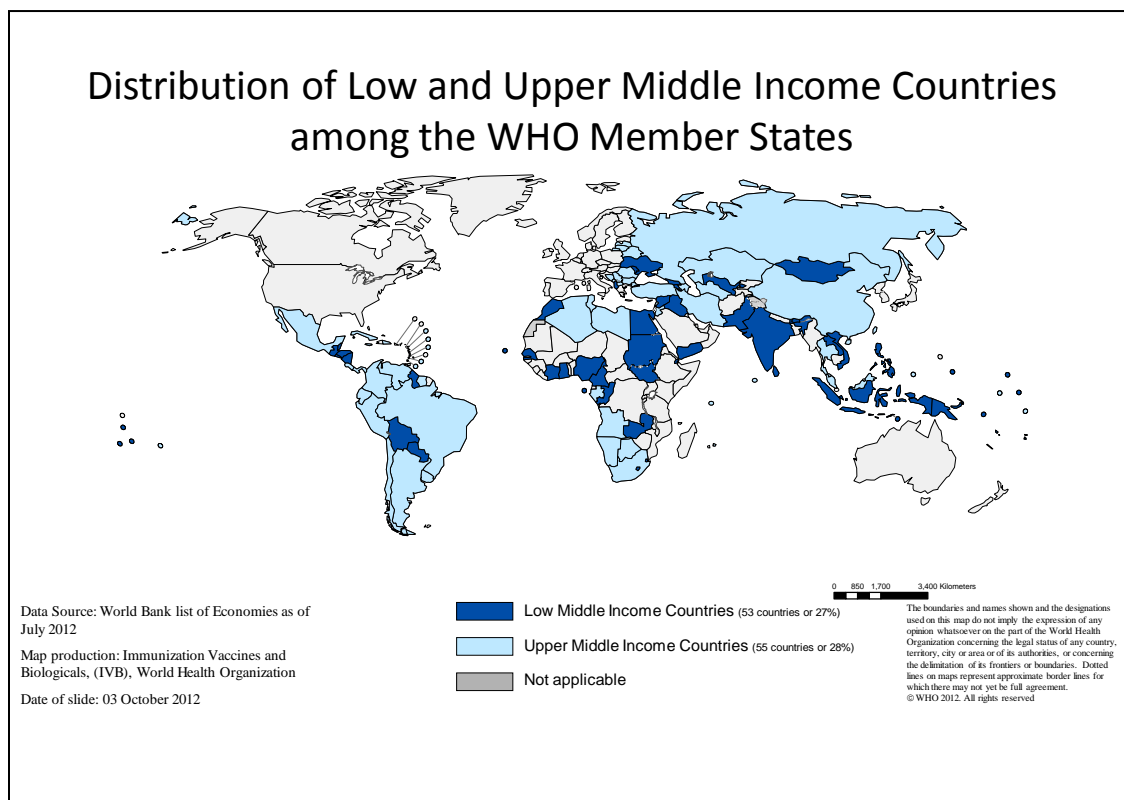 Distribution of Low and Upper Middle Income Countries
among the WHO Member States
Data Source: World Bank list of Economies as of
July 2012
Map production: Immunization Vaccines and
Biologicals, (IVB), World Health Organization
Date of slide: 03 October 2012
Low Middle Income Countries (53 countries or 27%)
Upper Middle Income Countries (55 countries or 28%)
Not applicable
0 850 1,700 3,400 Kilometers
The boundaries and names shown and the designations
used on this map do not imply the expression of any
opinion whatsoever on the part of the World Health
Organization concerning the legal status of any country,
territory, city or area or of its authorities, or concerning
the delimitation of its frontiers or boundaries. Dotted
lines on maps represent approximate border lines for
which there may not yet be full agreement.
© WHO 2012. All rights reserved